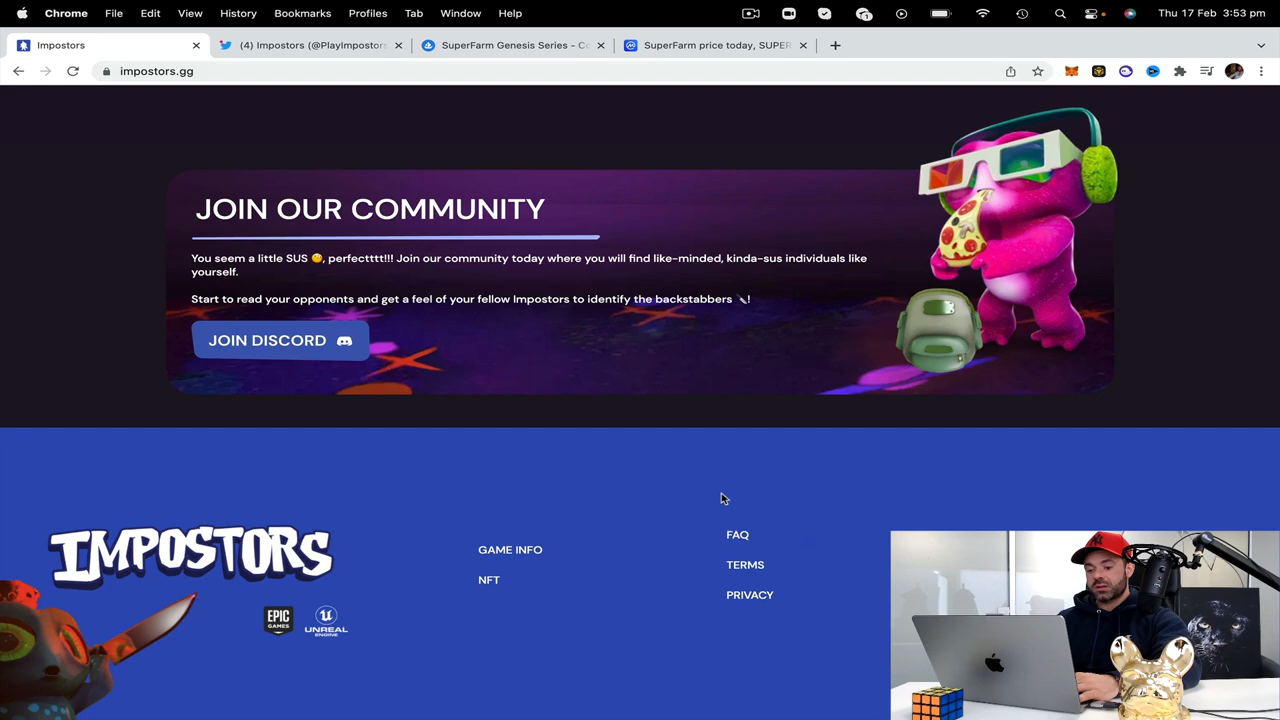 Chrome File Edit View History Bookmarks Profiles Tab Window Help 1 Thu 17 Feb 3:53 pm
Impostors (4) Impostors (@PlayImpostors SuperFarm Genesis Series - Co SuperFarm price today, SUPER
impostors.gg
JOIN OUR COMMUNITY
You seem a little SUS 🤭, perfectttt!!! Join our community today where you will find like-minded, kinda-sus individuals like
yourself.
Start to read your opponents and get a feel of your fellow Impostors to identify the backstabbers 🔪!
JOIN DISCORD
IMPOSTORS
EPIC
GAMES
UNREAL
ENGINE
GAME INFO
NFT
FAQ
TERMS
PRIVACY